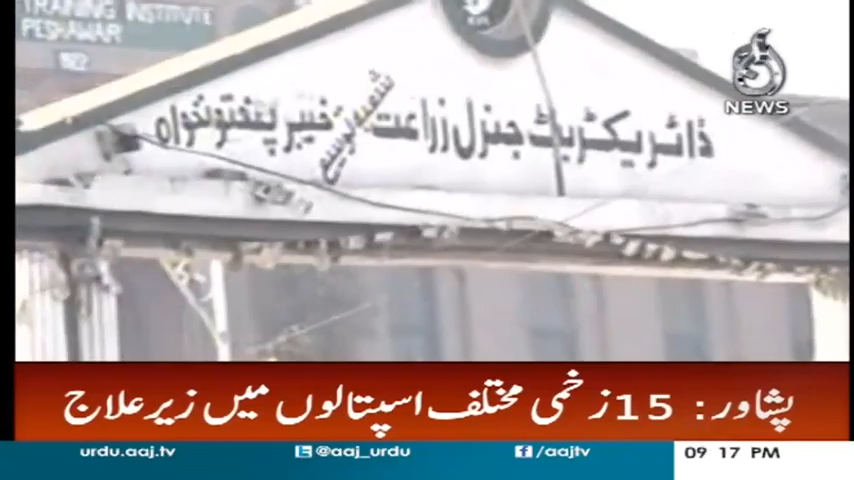 TRAINING INSTITUTE
PESHAWAR
NEWS
ڈائریکٹریٹ جنرل زراعت شعبہ توسیع خیبر پختونخواہ
پشاور: 15 زخمی مختلف اسپتالوں میں زیر علاج
urdu.aaj.tv @aaj_urdu /aajtv 09 17 PM